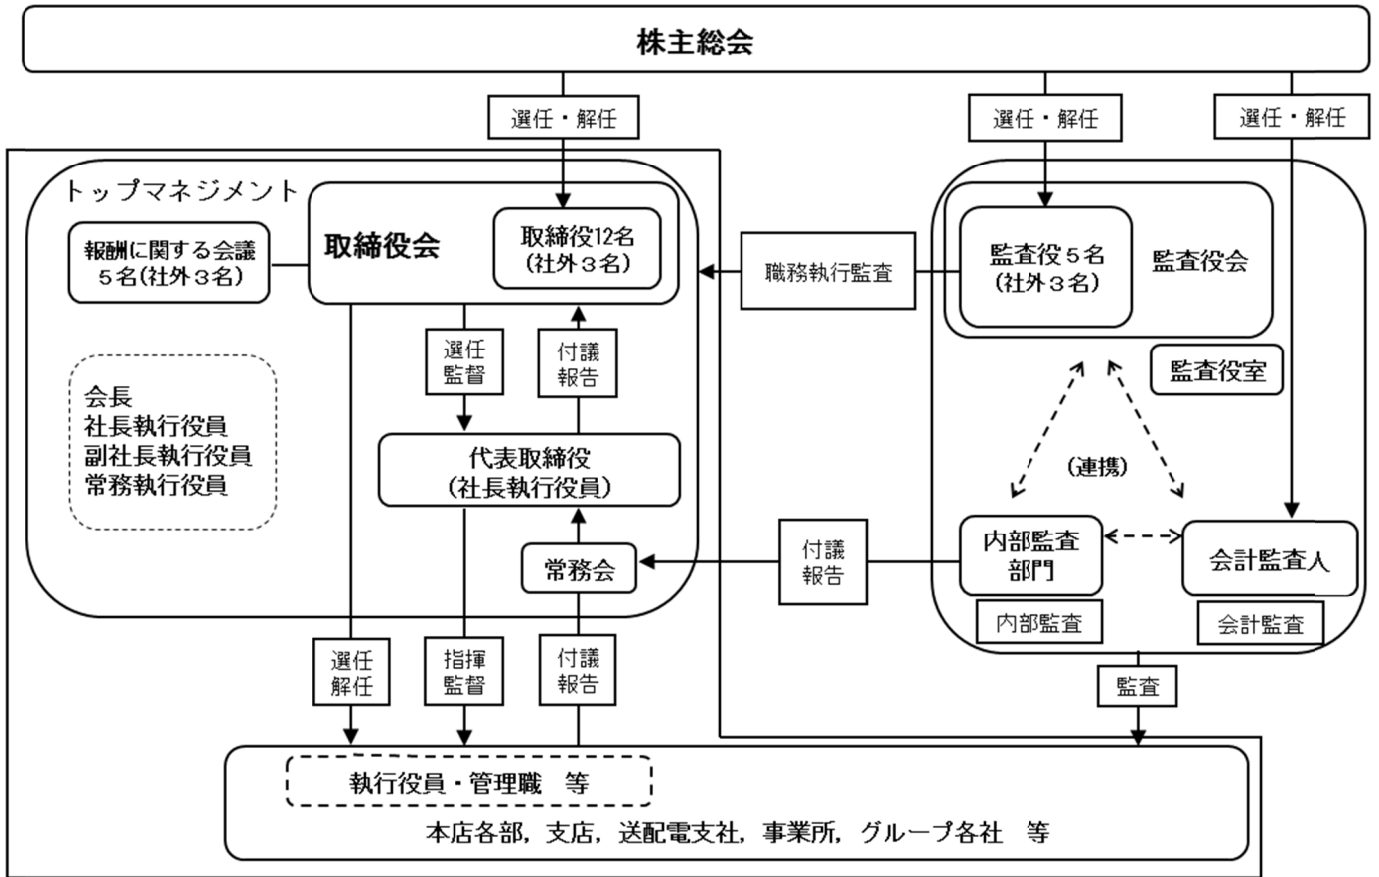 株主総会
選任・解任
選任・解任
選任・解任
トップマネジメント
報酬に関する会議
5名(社外3名)
取締役会
取締役12名
(社外3名)
職務執行監査
監査役5名
(社外3名)
監査役会
監査役室
選任
監督
付議
報告
会長
社長執行役員
副社長執行役員
常務執行役員
代表取締役
(社長執行役員)
(連携)
常務会
付議
報告
内部監査
部門
内部監査
会計監査人
会計監査
選任
解任
指揮
監督
付議
報告
監査
執行役員・管理職　等
本店各部，支店，送配電支社，事業所，グループ各社　等